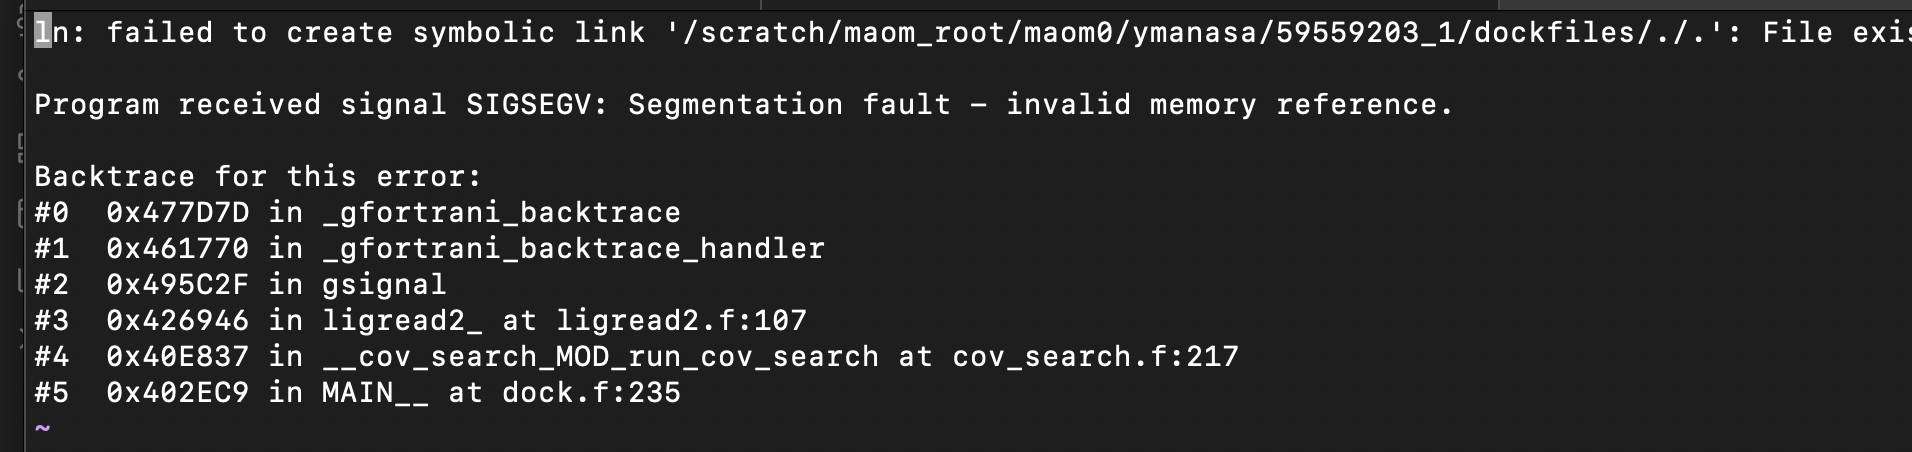 ln: failed to create symbolic link '/scratch/maom_root/maom0/ymanasa/59559203_1/dockfiles/./.': File
Program received signal SIGSEGV: Segmentation fault – invalid memory reference.
Backtrace for this error:
#0  0x477D7D in _gfortrani_backtrace
#1  0x461770 in _gfortrani_backtrace_handler
#2  0x495C2F in gsignal
#3  0x426946 in ligread2_ at ligread2.f:107
#4  0x40E837 in __cov_search_MOD_run_cov_search at cov_search.f:217
#5  0x402EC9 in MAIN__ at dock.f:235
~